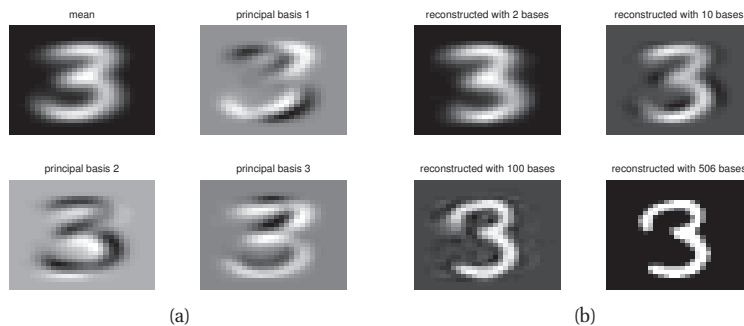 mean
principal basis 1
reconstructed with 2 bases
reconstructed with 10 bases
principal basis 2
principal basis 3
reconstructed with 100 bases
reconstructed with 506 bases
(a)
(b)